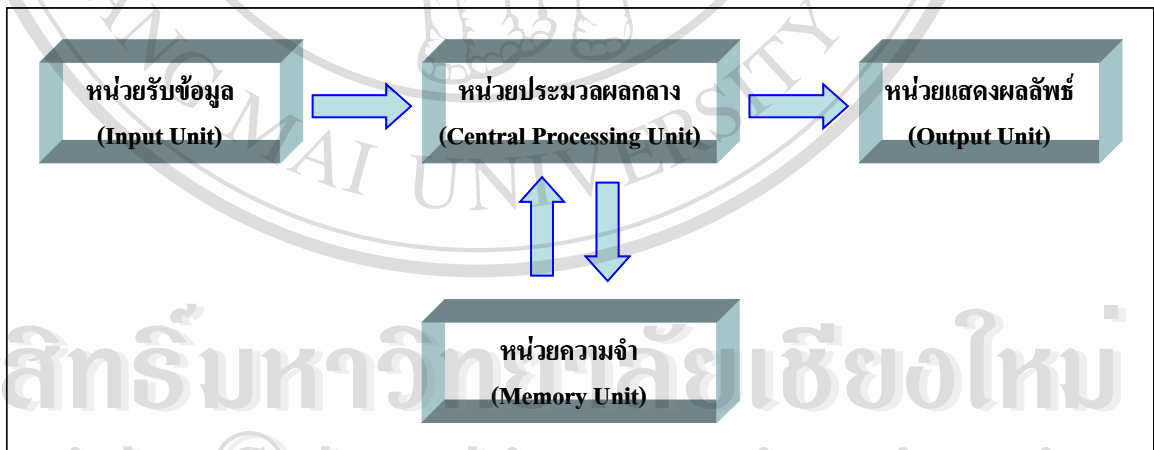 หน่วยรับข้อมูล
(Input Unit)
หน่วยประมวลผลกลาง
(Central Processing Unit)
หน่วยแสดงผลลัพธ์
(Output Unit)
หน่วยความจำ
(Memory Unit)
ANG MAI UNIVERSITY
สิทธิ์มหาวิทยาลัยเชียงใหม่